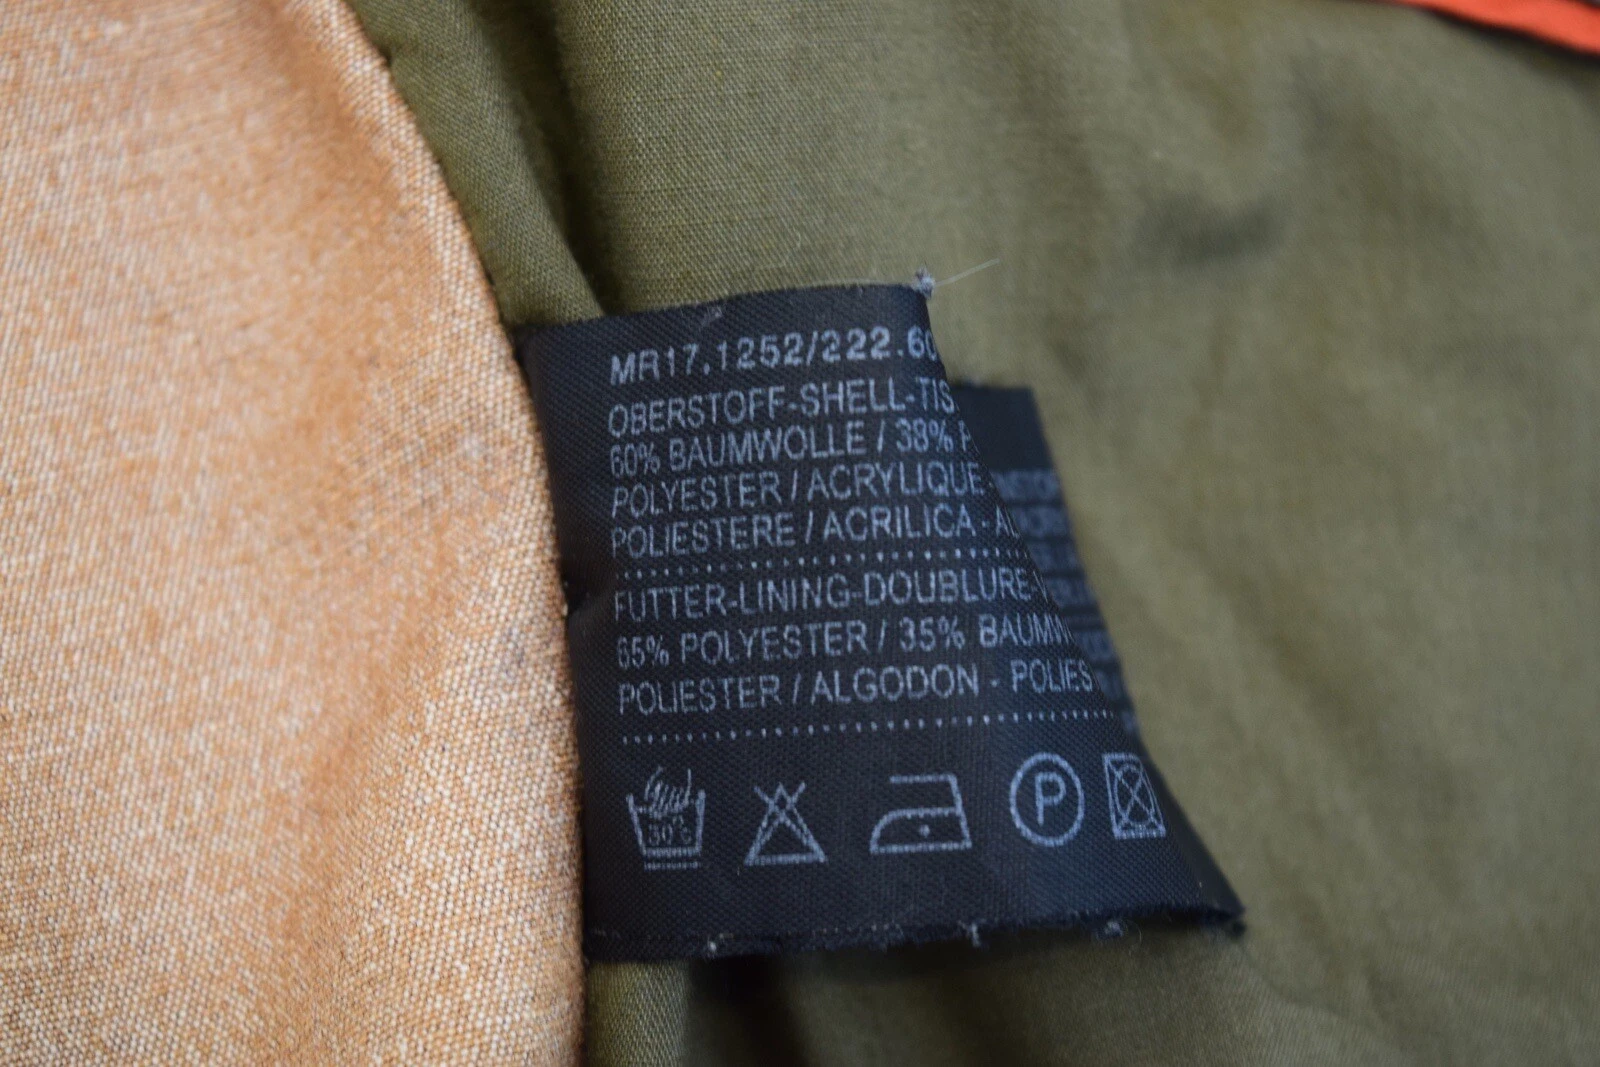 MR17.1252/222.60
OBERSTOFF-SHELL-TIS
60% BAUMWOLLE / 38% P
POLYESTER / ACRYLIQUE
POLIESTERE / ACRILICA - A
FUTTER-LINING-DOUBLURE-
65% POLYESTER / 35% BAUMW
POLIESTER / ALGODON - POLIES
30°C
P